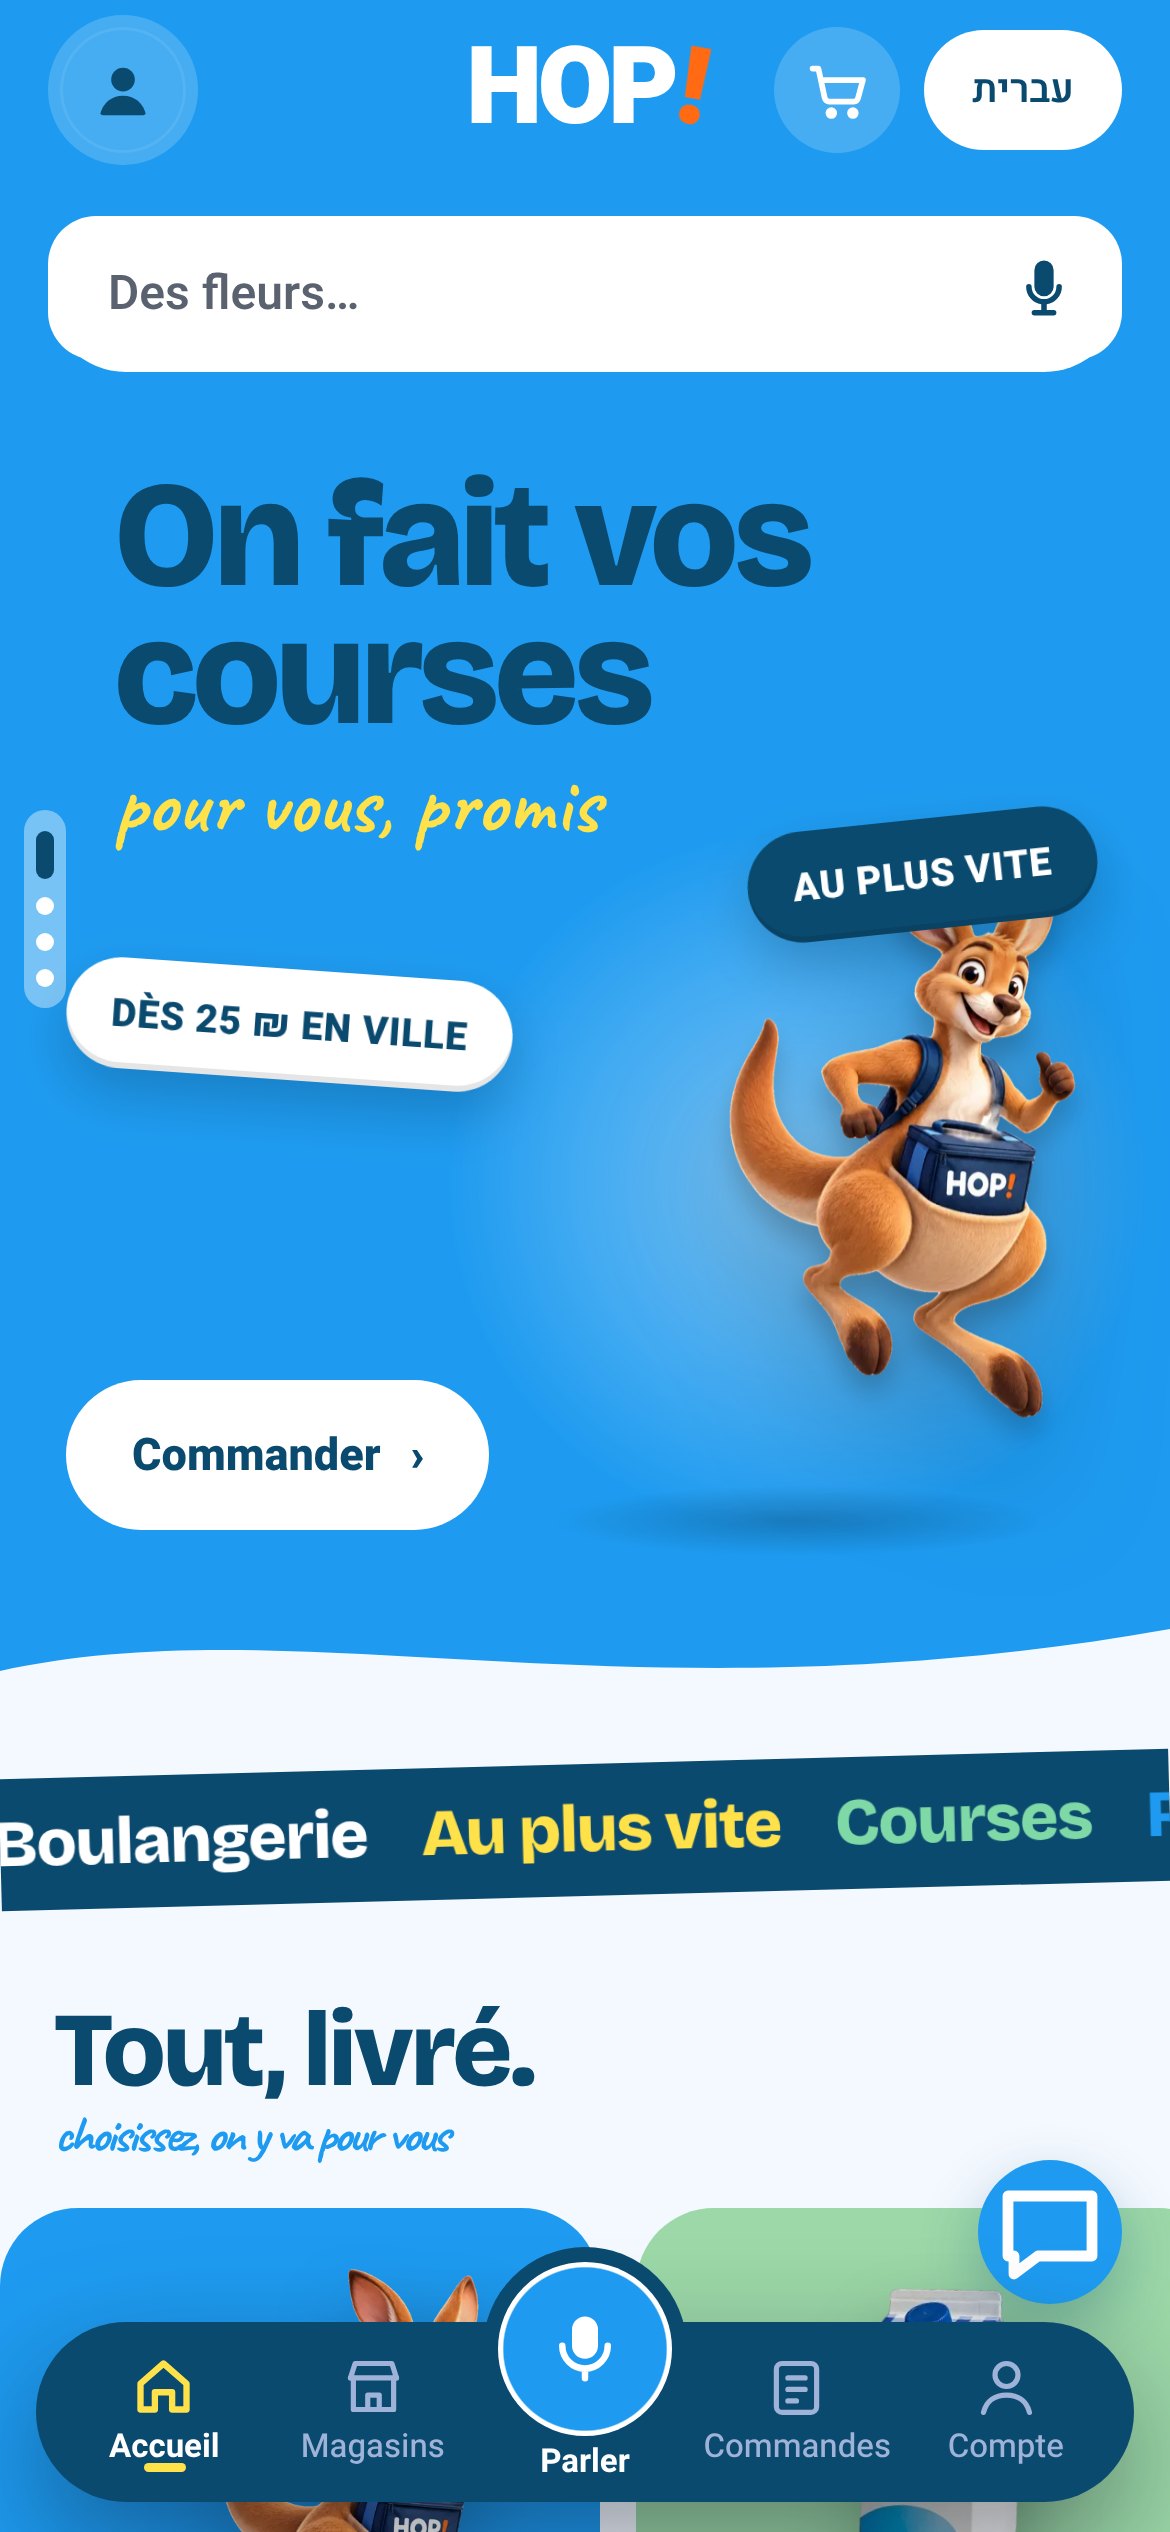 HOP!
עברית
Des fleurs...
On fait vos
courses
pour vous, promis
AU PLUS VITE
DÈS 25 ₪ EN VILLE
HOP!
Commander ›
Boulangerie Au plus vite Courses
Tout, livré.
choisissez, on y va pour vous
Accueil
Magasins
Parler
Commandes
Compte
HOP!